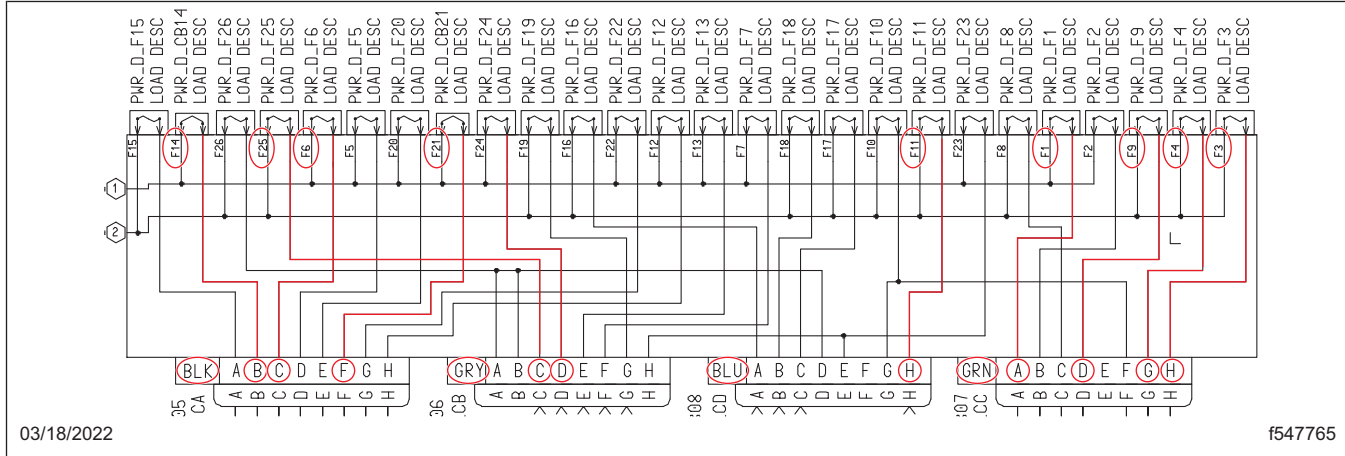 PWR_D_F15
LOAD DESC
PWR_D_CB14
LOAD DESC
PWR_D_F26
LOAD DESC
PWR_D_F25
LOAD DESC
PWR_D_F6
LOAD DESC
PWR_D_F5
LOAD DESC
PWR_D_F20
LOAD DESC
PWR_D_CB21
LOAD DESC
PWR_D_F24
LOAD DESC
PWR_D_F19
LOAD DESC
PWR_D_F16
LOAD DESC
PWR_D_F22
LOAD DESC
PWR_D_F12
LOAD DESC
PWR_D_F13
LOAD DESC
PWR_D_F7
LOAD DESC
PWR_D_F18
LOAD DESC
PWR_D_F17
LOAD DESC
PWR_D_F10
LOAD DESC
PWR_D_F11
LOAD DESC
PWR_D_F23
LOAD DESC
PWR_D_F8
LOAD DESC
PWR_D_F1
LOAD DESC
PWR_D_F2
LOAD DESC
PWR_D_F9
LOAD DESC
PWR_D_F4
LOAD DESC
PWR_D_F3
LOAD DESC
F15 F14 F26 F25 F6 F5 F20 F21 F24 F19 F16 F22 F12 F13 F7 F18 F17 F10 F11 F23 F8 F1 F2 F9 F4 F3
1
2
BLK A B C D E F G H
GRY A B C D E F G H
BLU A B C D E F G H
GRN A B C D E F G H
A B C D E F G H
A B C D E F G H
A B C D E F G H
A B C D E F G H
03/18/2022
f547765